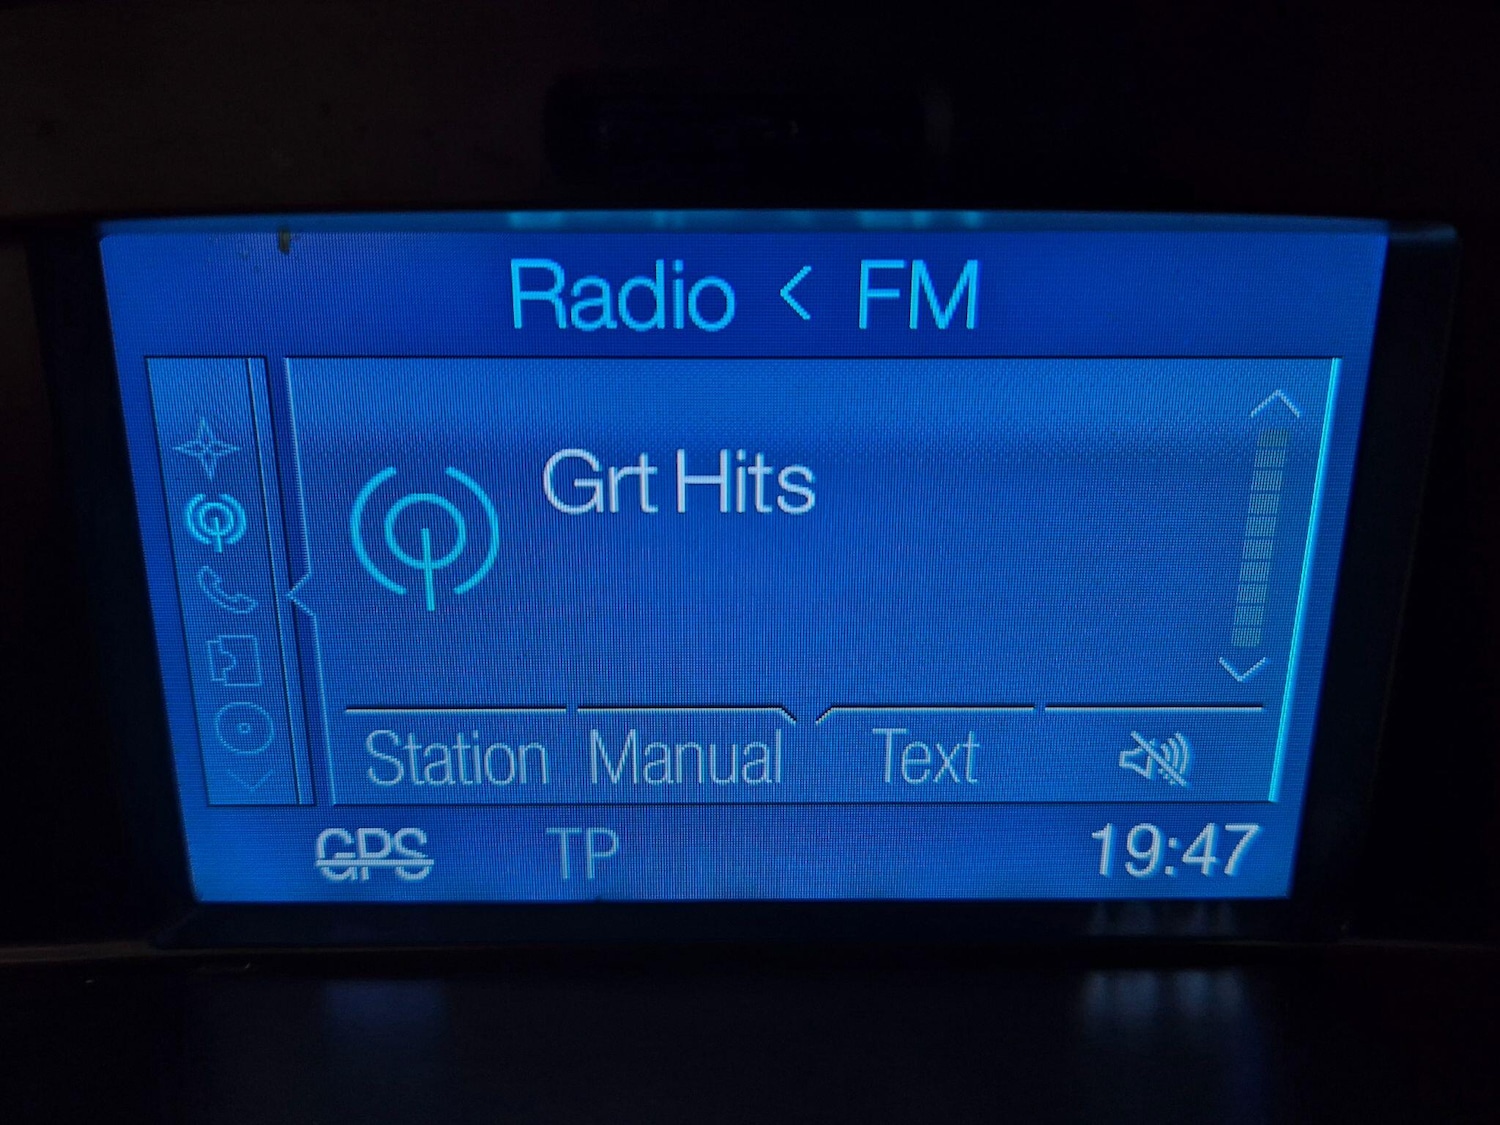 Radio < FM
Grt Hits
Station Manual Text
GPS TP 19:47